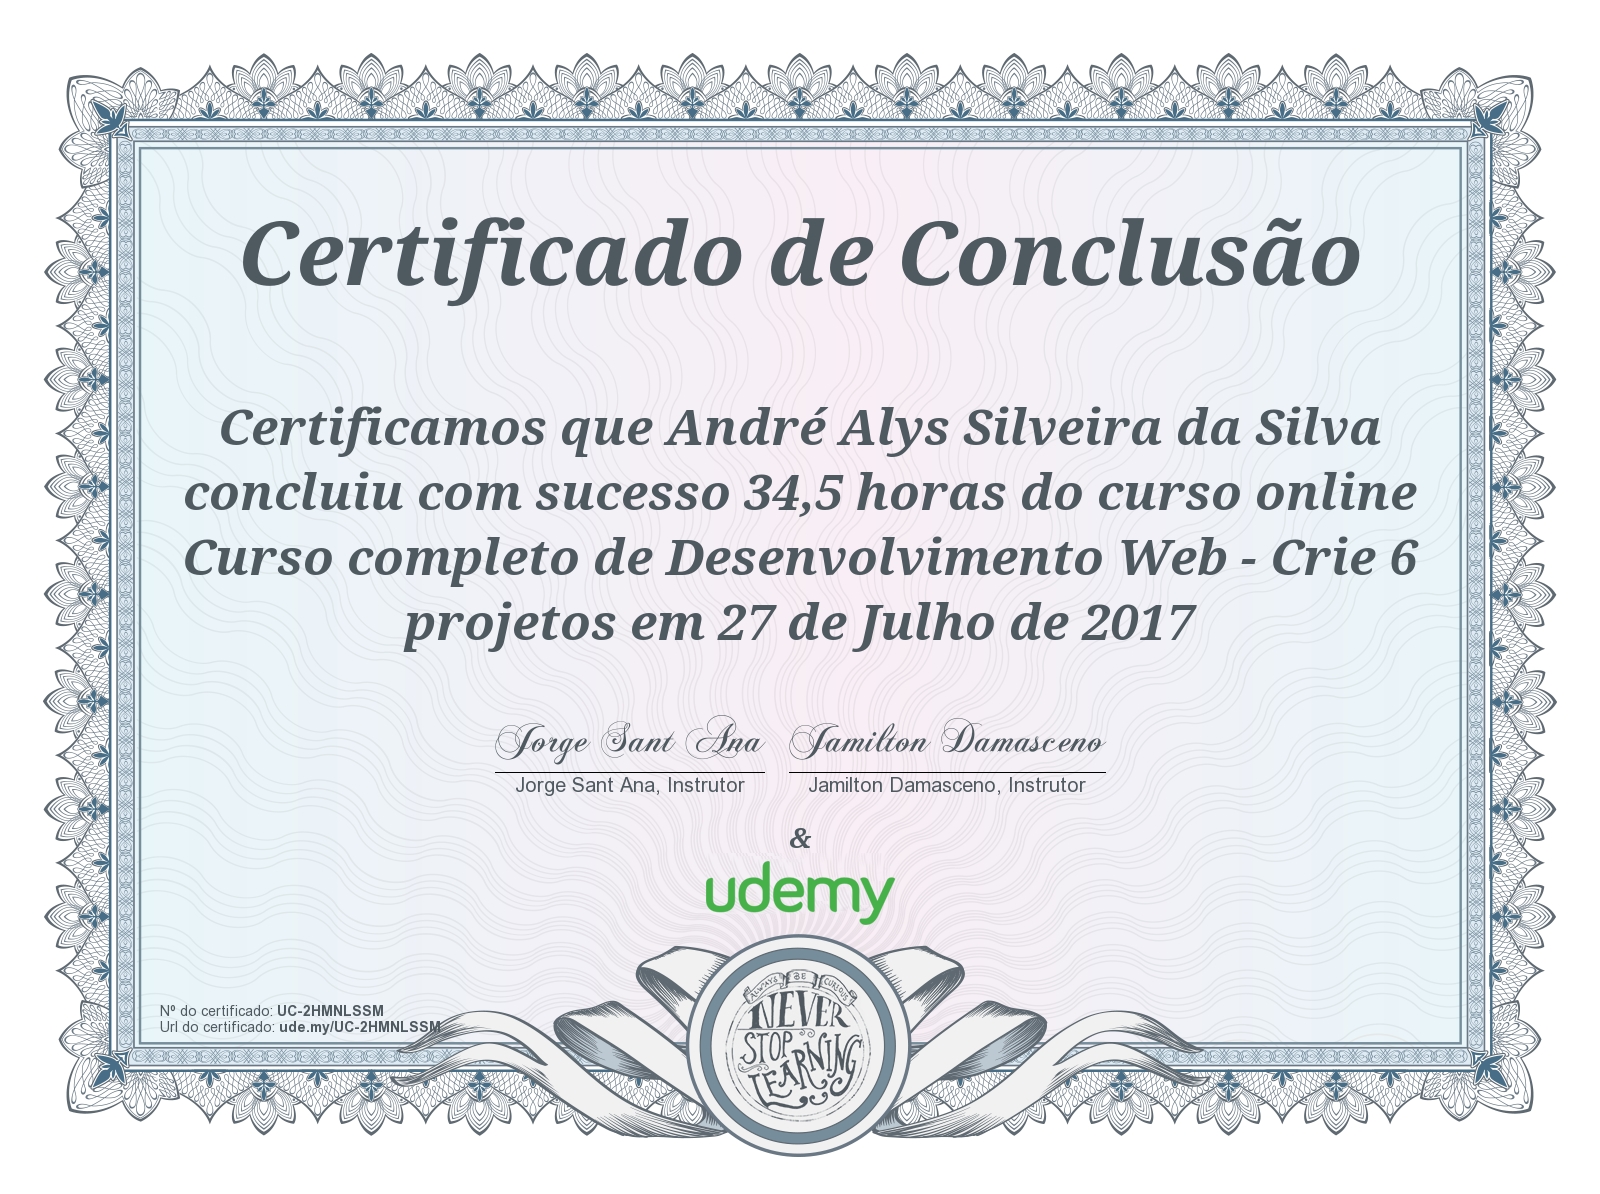 Certificado de Conclusão
Certificamos que André Alys Silveira da Silva
concluiu com sucesso 34,5 horas do curso online
Curso completo de Desenvolvimento Web - Crie 6
projetos em 27 de Julho de 2017
Jorge Sant Ana Jamilton Damasceno
Jorge Sant Ana, Instrutor Jamilton Damasceno, Instrutor
&
udemy
Nº do certificado: UC-2HMNLSSM
Url do certificado: ude.my/UC-2HMNLSSM
ALWAYS BE CURIOUS
NEVER
STOP
LEARNING